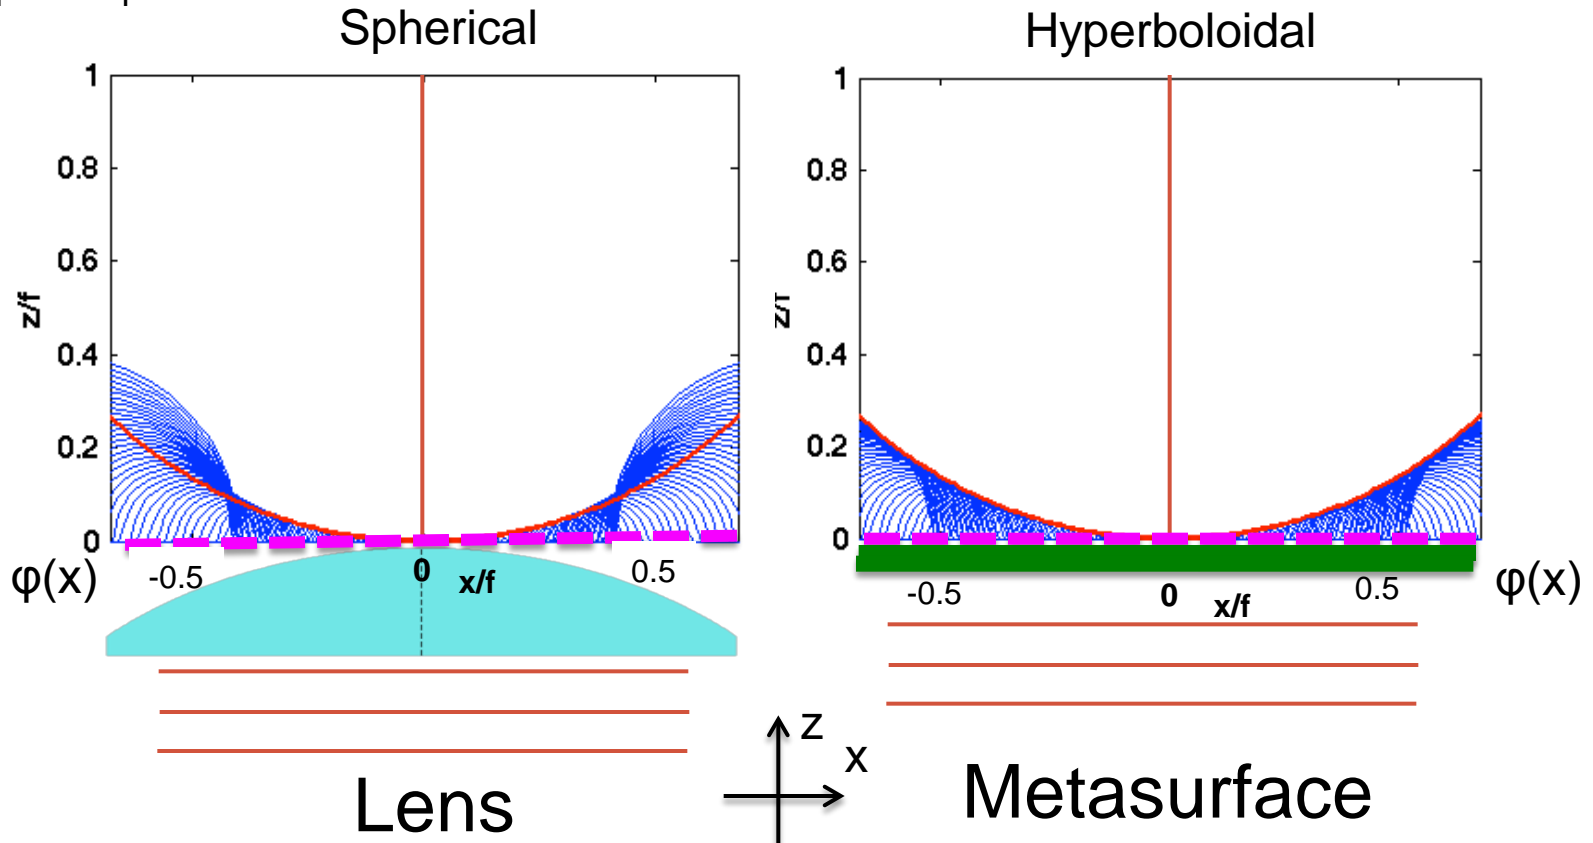 Spherical
Hyperboloidal
1
0.8
0.6
0.4
0.2
0
z/f
φ(x)
-0.5
0
x/f
0.5
1
0.8
0.6
0.4
0.2
0
z/f
-0.5
0
x/f
0.5
φ(x)
z
x
Lens
Metasurface